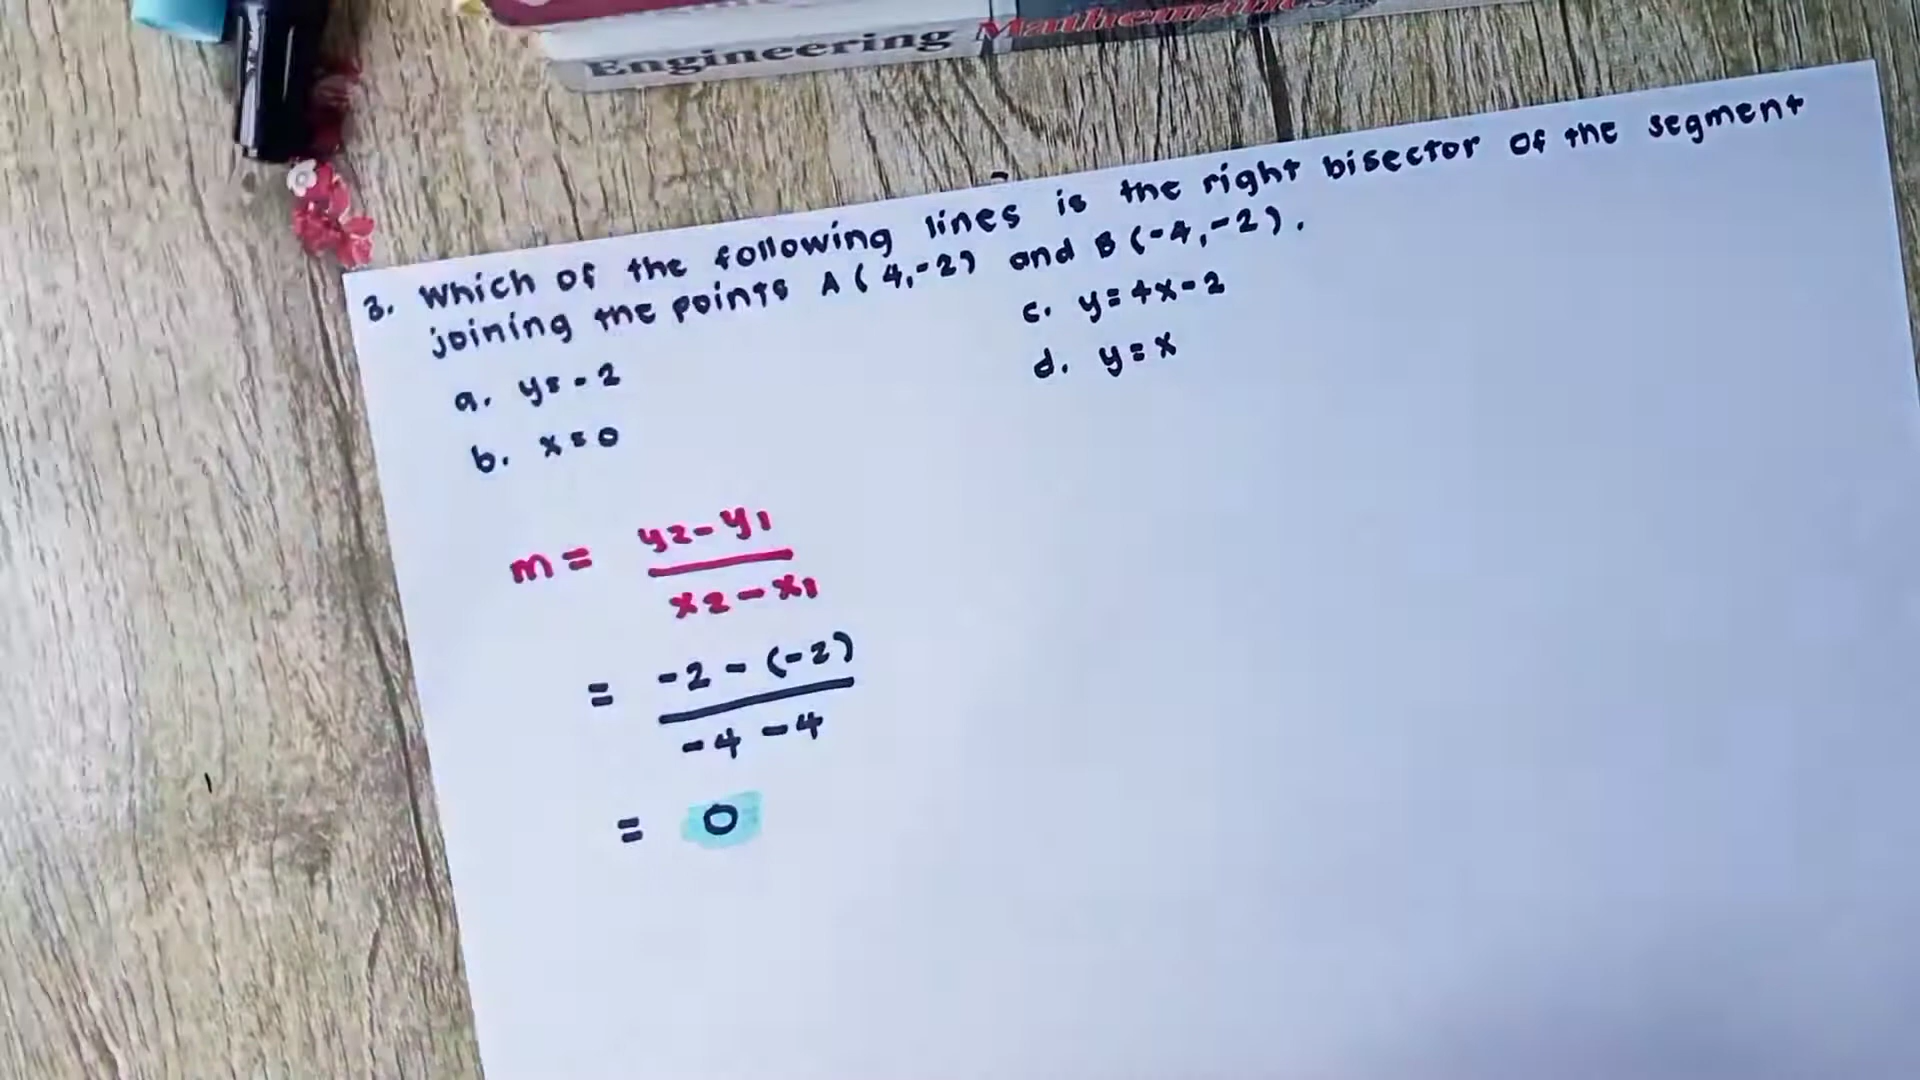 Engineering Mathematics
3. Which of the following lines is the right bisector of the segment
joining the points A (4,-2) and B (-4,-2).
a. y=-2
b. x=0
c. y=4x-2
d. y=x
m = y2-y1
x2-x1
= -2-(-2)
-4-4
= 0